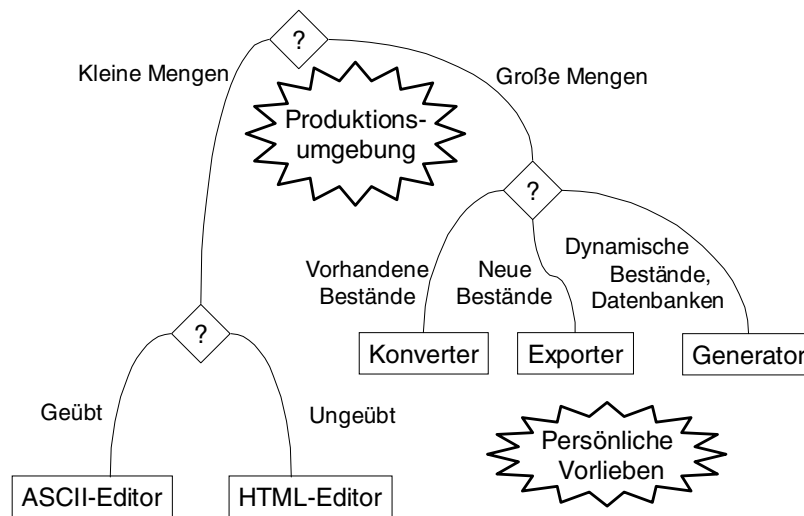 ?
Kleine Mengen
Große Mengen
Produktions-
umgebung
?
Vorhandene
Bestände
Neue
Bestände
Dynamische
Bestände,
Datenbanken
?
Konverter
Exporter
Generator
Geübt
Ungeübt
Persönliche
Vorlieben
ASCII-Editor
HTML-Editor